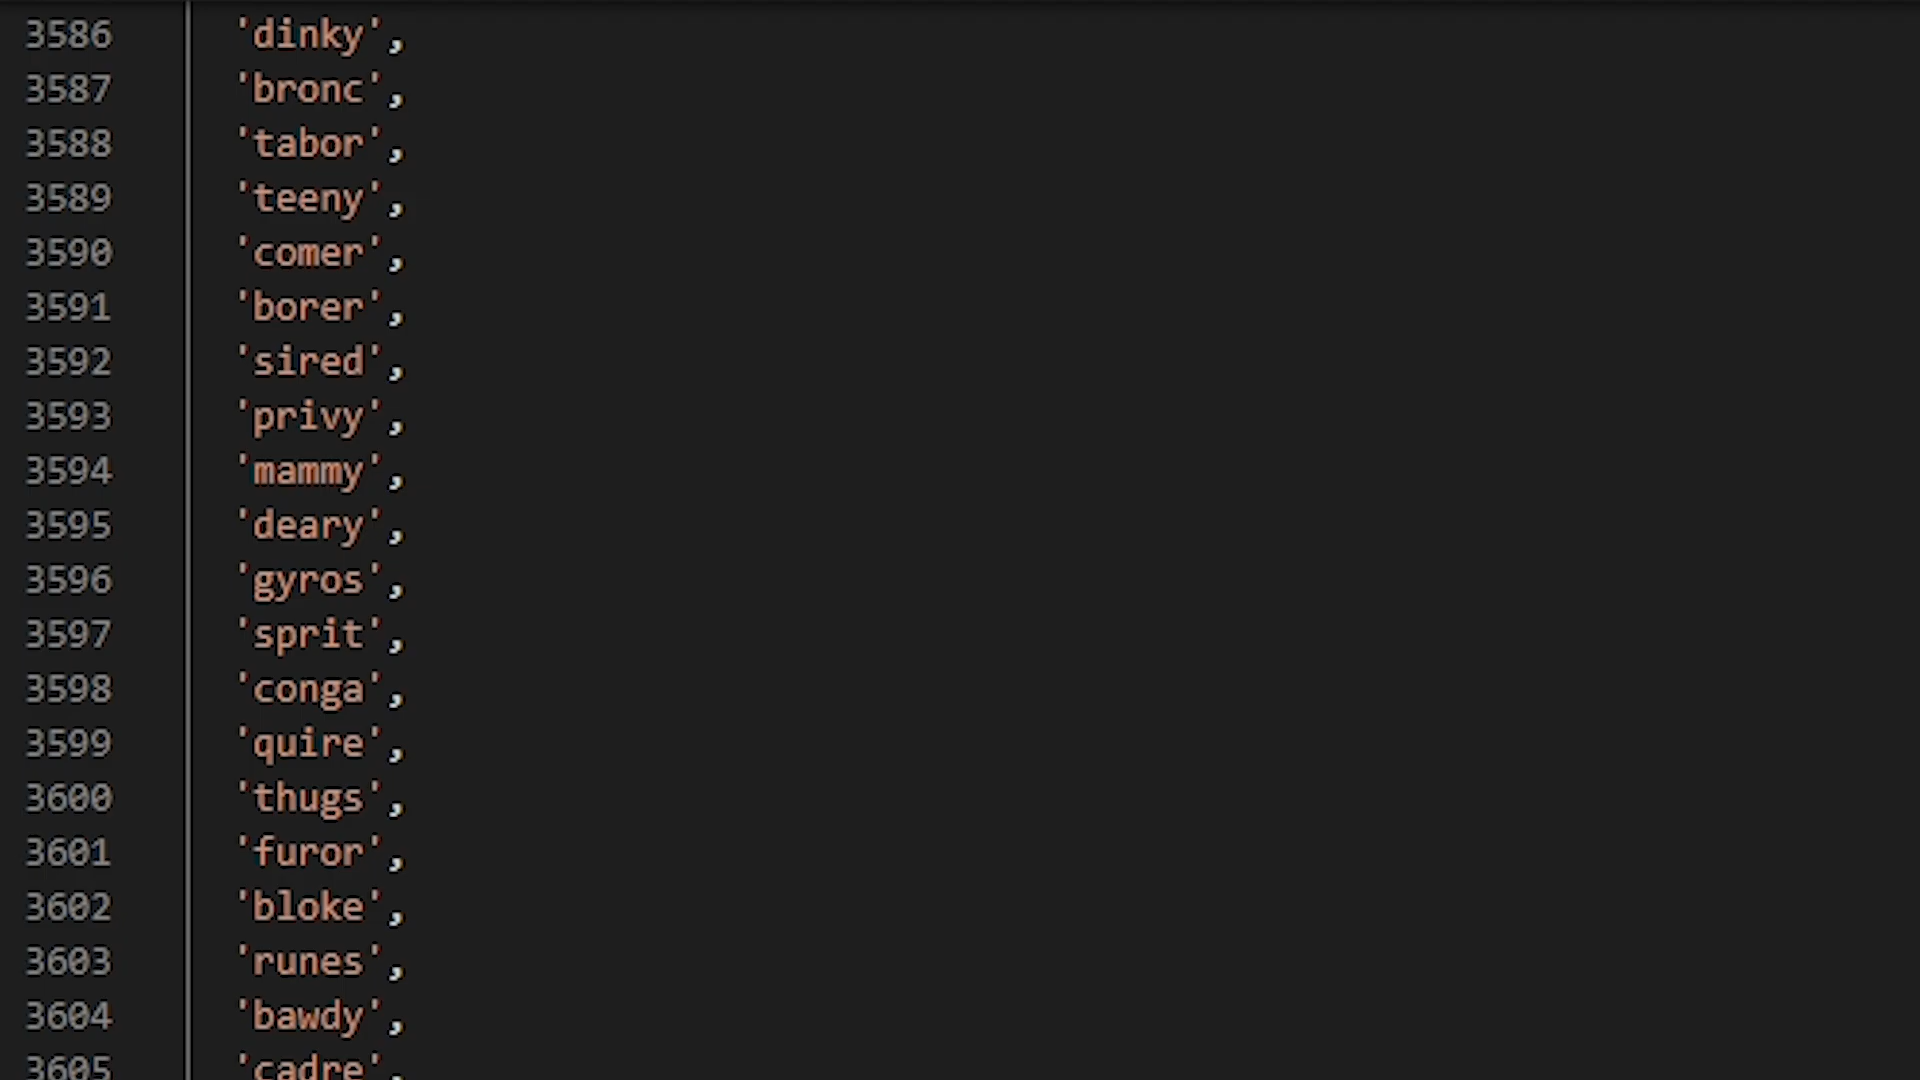 3586 'dinky',
3587 'bronc',
3588 'tabor',
3589 'teeny',
3590 'comer',
3591 'borer',
3592 'sired',
3593 'privy',
3594 'mammy',
3595 'deary',
3596 'gyros',
3597 'sprit',
3598 'conga',
3599 'quire',
3600 'thugs',
3601 'furor',
3602 'bloke',
3603 'runes',
3604 'bawdy',
3605 'cadre',